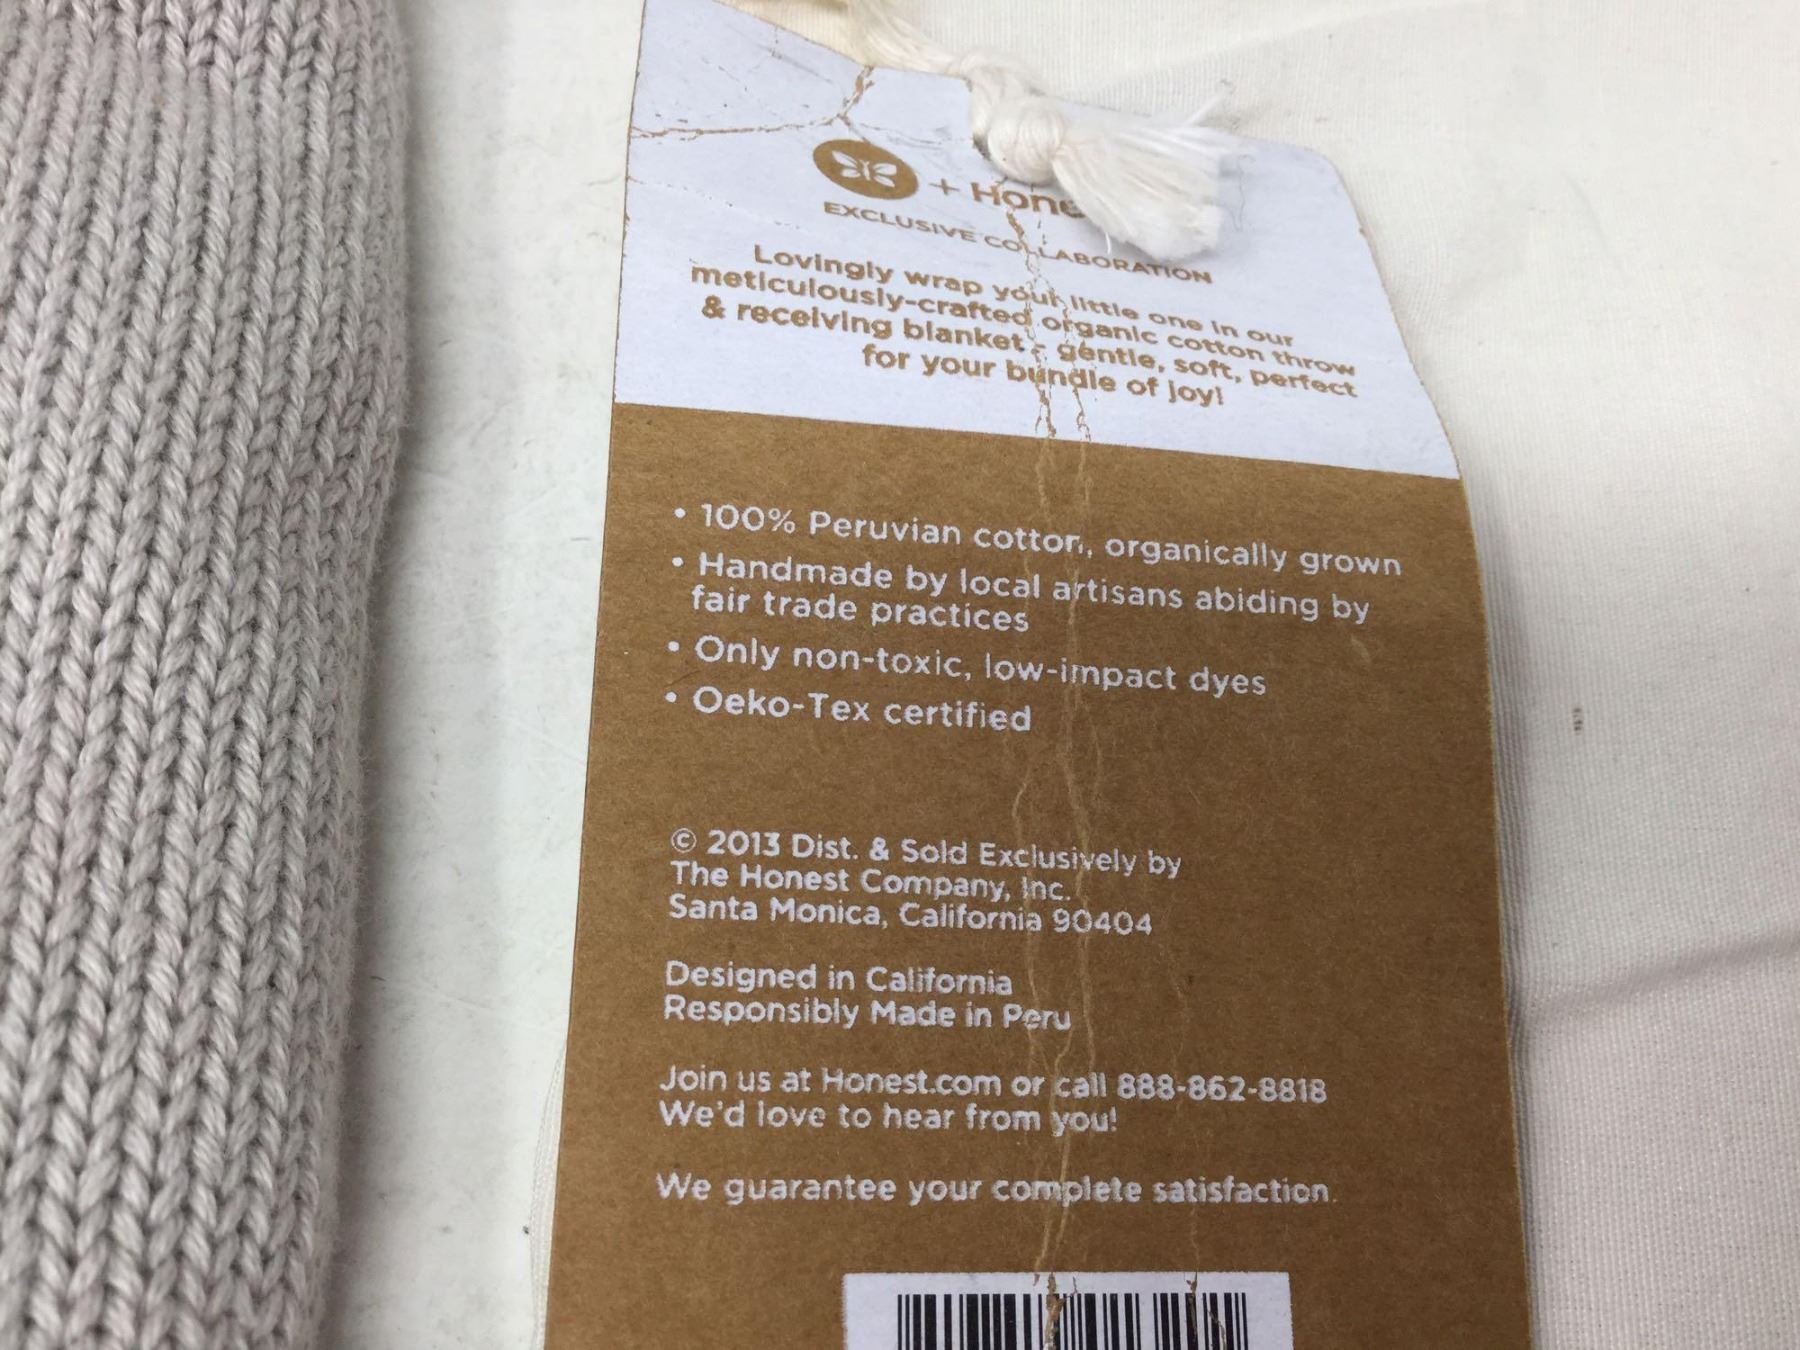 + Hone
EXCLUSIVE COLLABORATION
Lovingly wrap your little one in our
meticulously-crafted organic cotton throw
& receiving blanket - gentle, soft, perfect
for your bundle of joy!
• 100% Peruvian cotton, organically grown
• Handmade by local artisans abiding by
fair trade practices
• Only non-toxic, low-impact dyes
• Oeko-Tex certified
© 2013 Dist. & Sold Exclusively by
The Honest Company, Inc.
Santa Monica, California 90404
Designed in California
Responsibly Made in Peru
Join us at Honest.com or call 888-862-8818
We'd love to hear from you!
We guarantee your complete satisfaction.